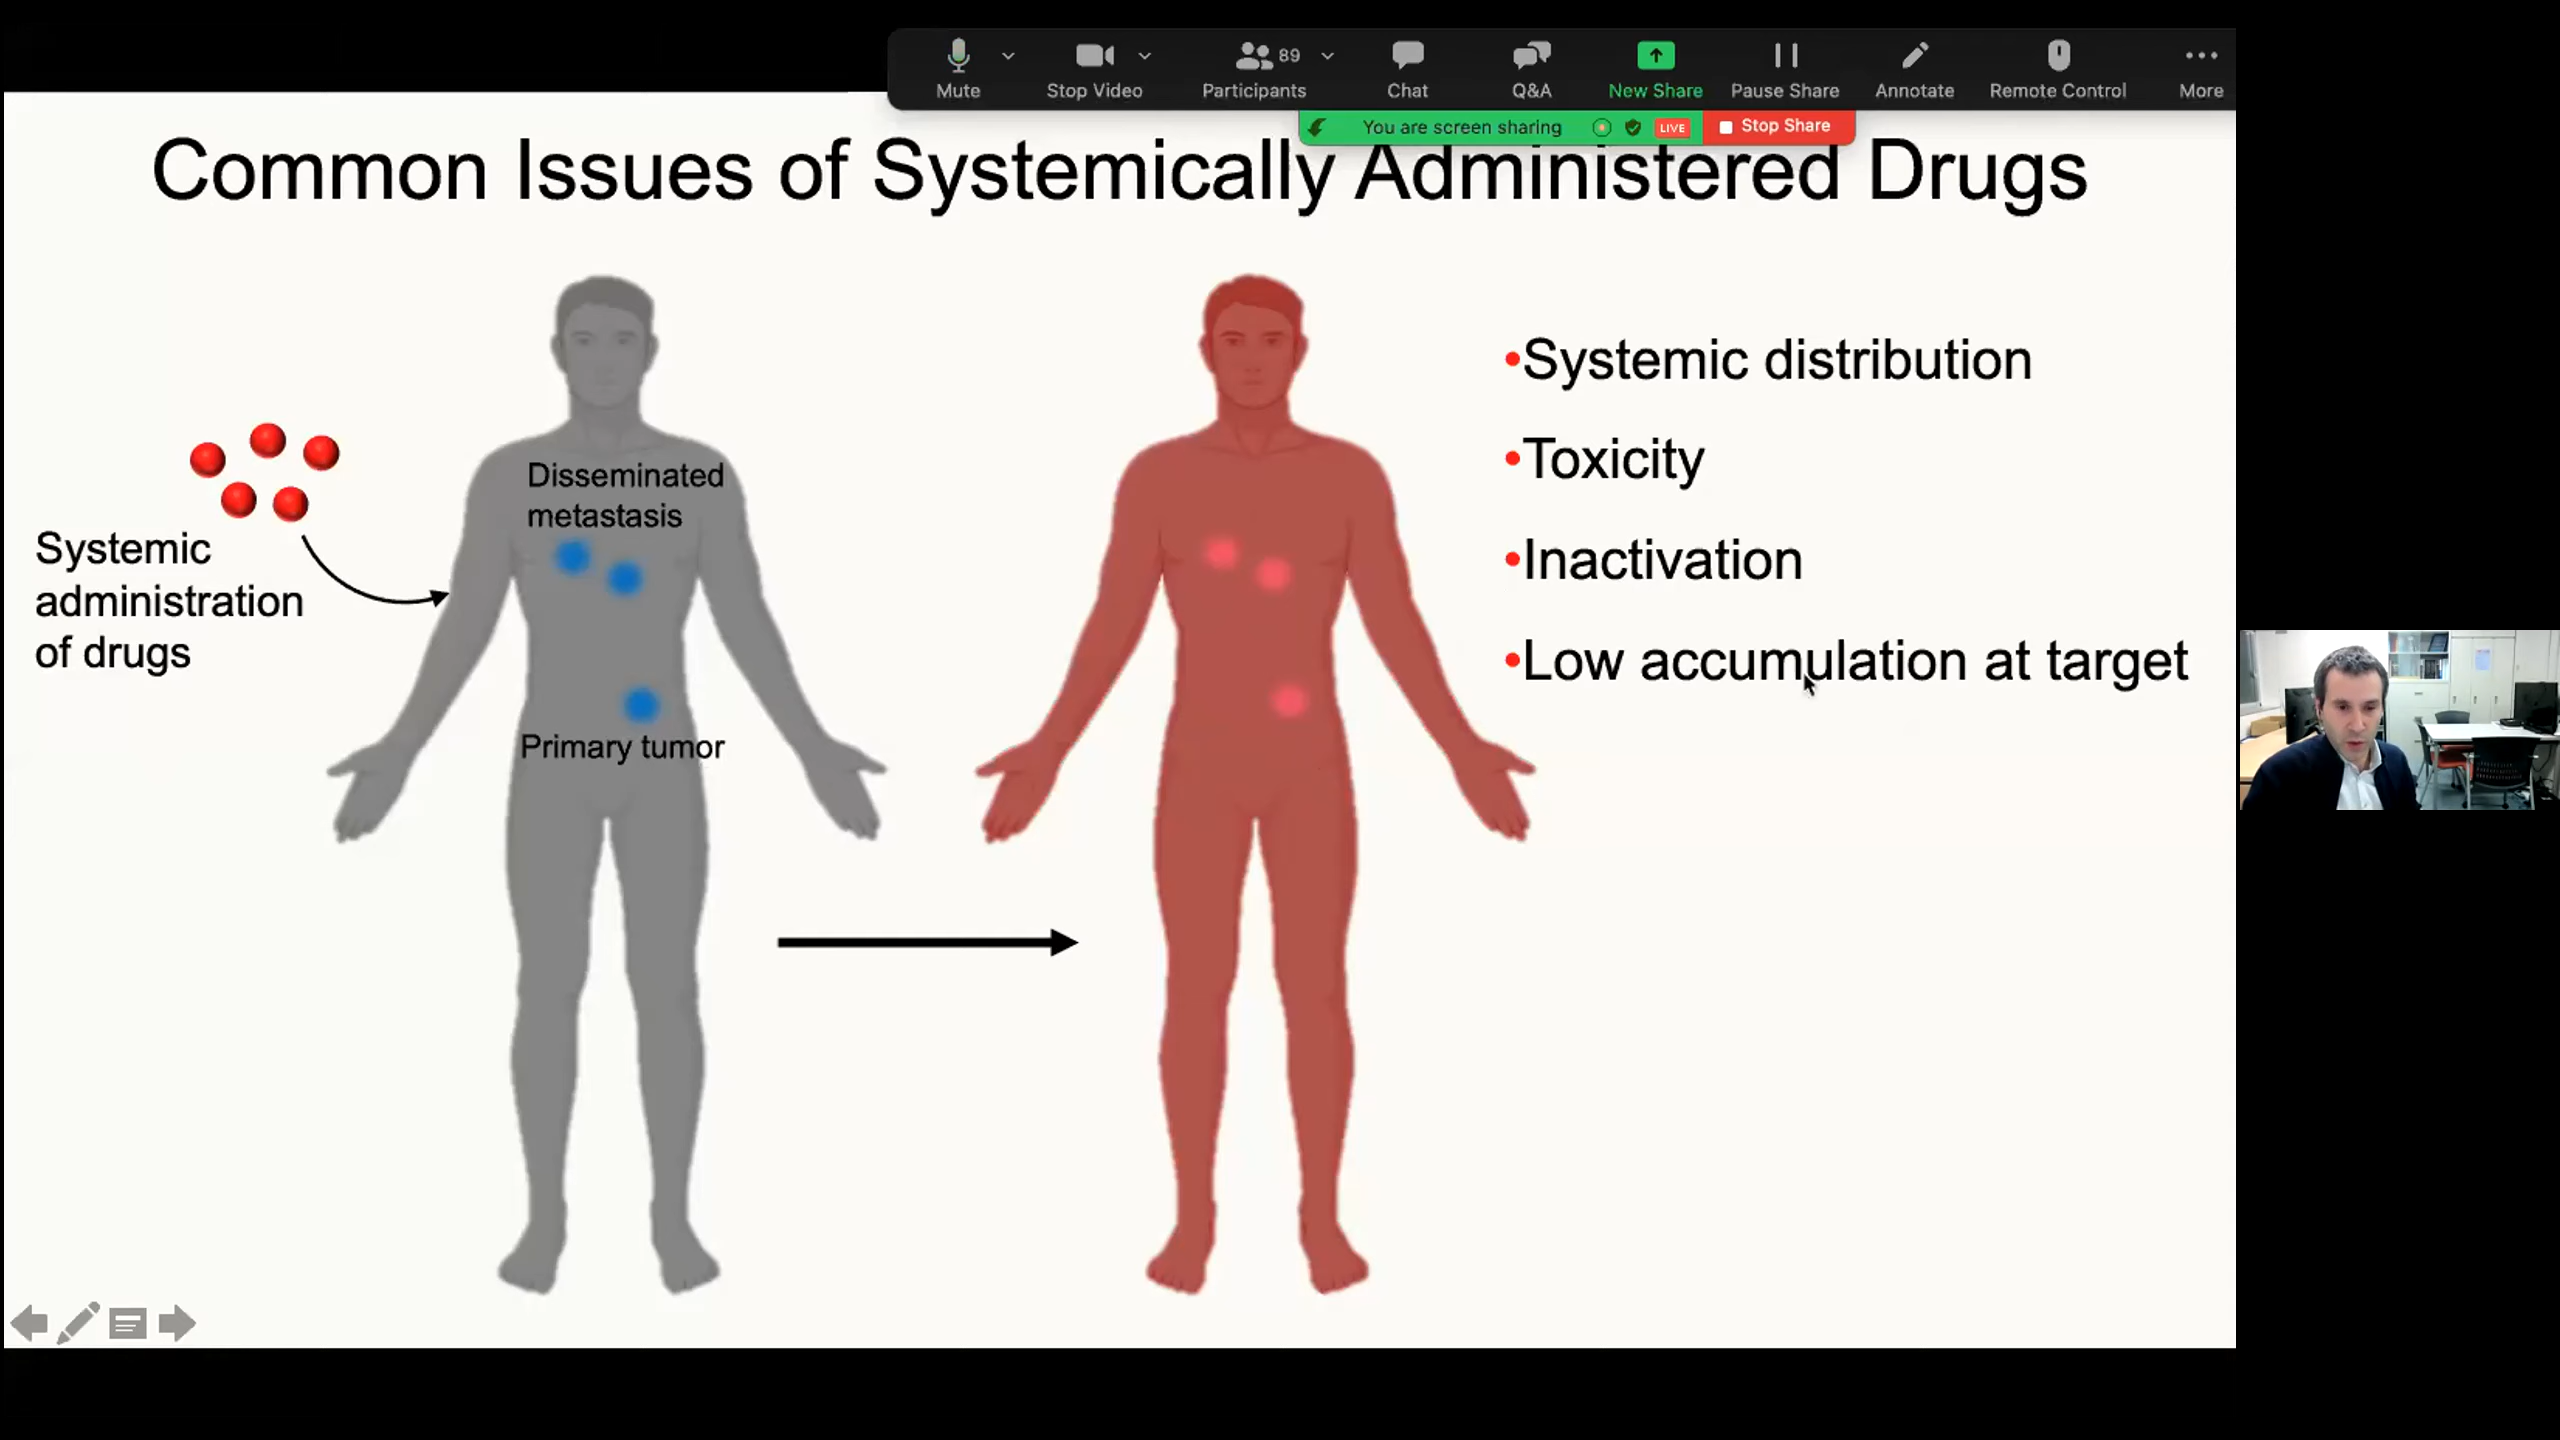 89
Mute
Stop Video
Participants
Chat
Q&A
New Share
Pause Share
Annotate
Remote Control
More
You are screen sharing
LIVE
Stop Share
Common Issues of Systemically Administered Drugs
Systemic
administration
of drugs
Disseminated
metastasis
Primary tumor
•Systemic distribution
•Toxicity
•Inactivation
•Low accumulation at target